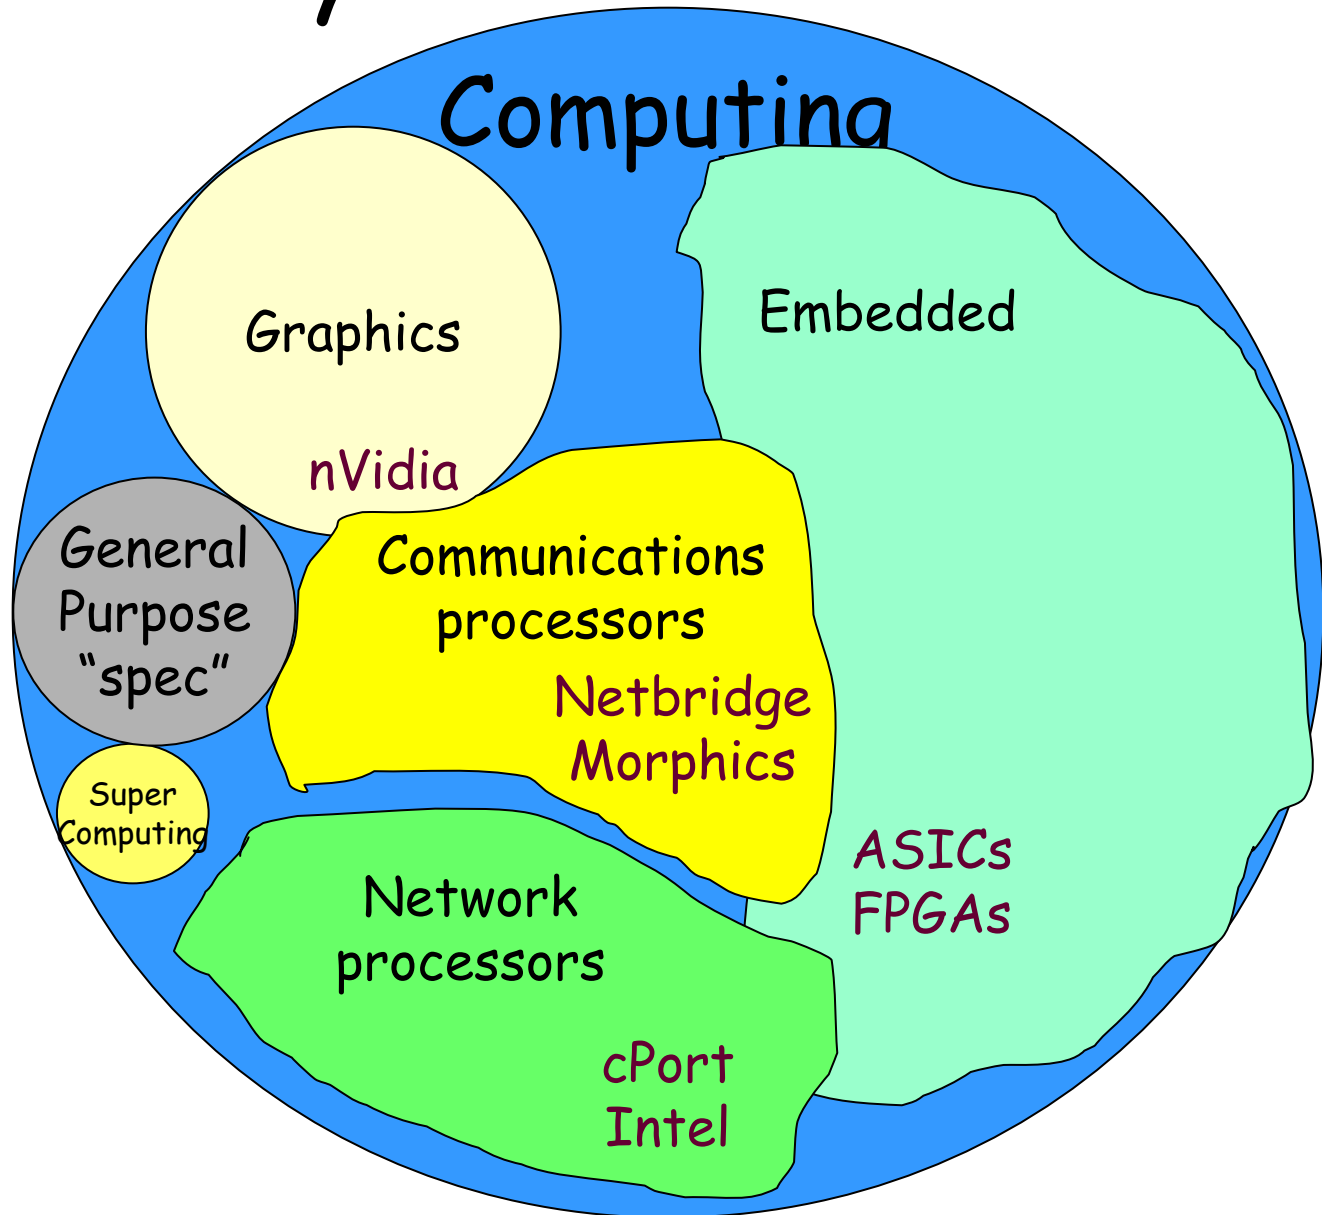 Computing
Graphics
nVidia
Embedded
General
Purpose
“spec”
Communications
processors
Netbridge
Morphics
Super
Computing
Network
processors
cPort
Intel
ASICs
FPGAs